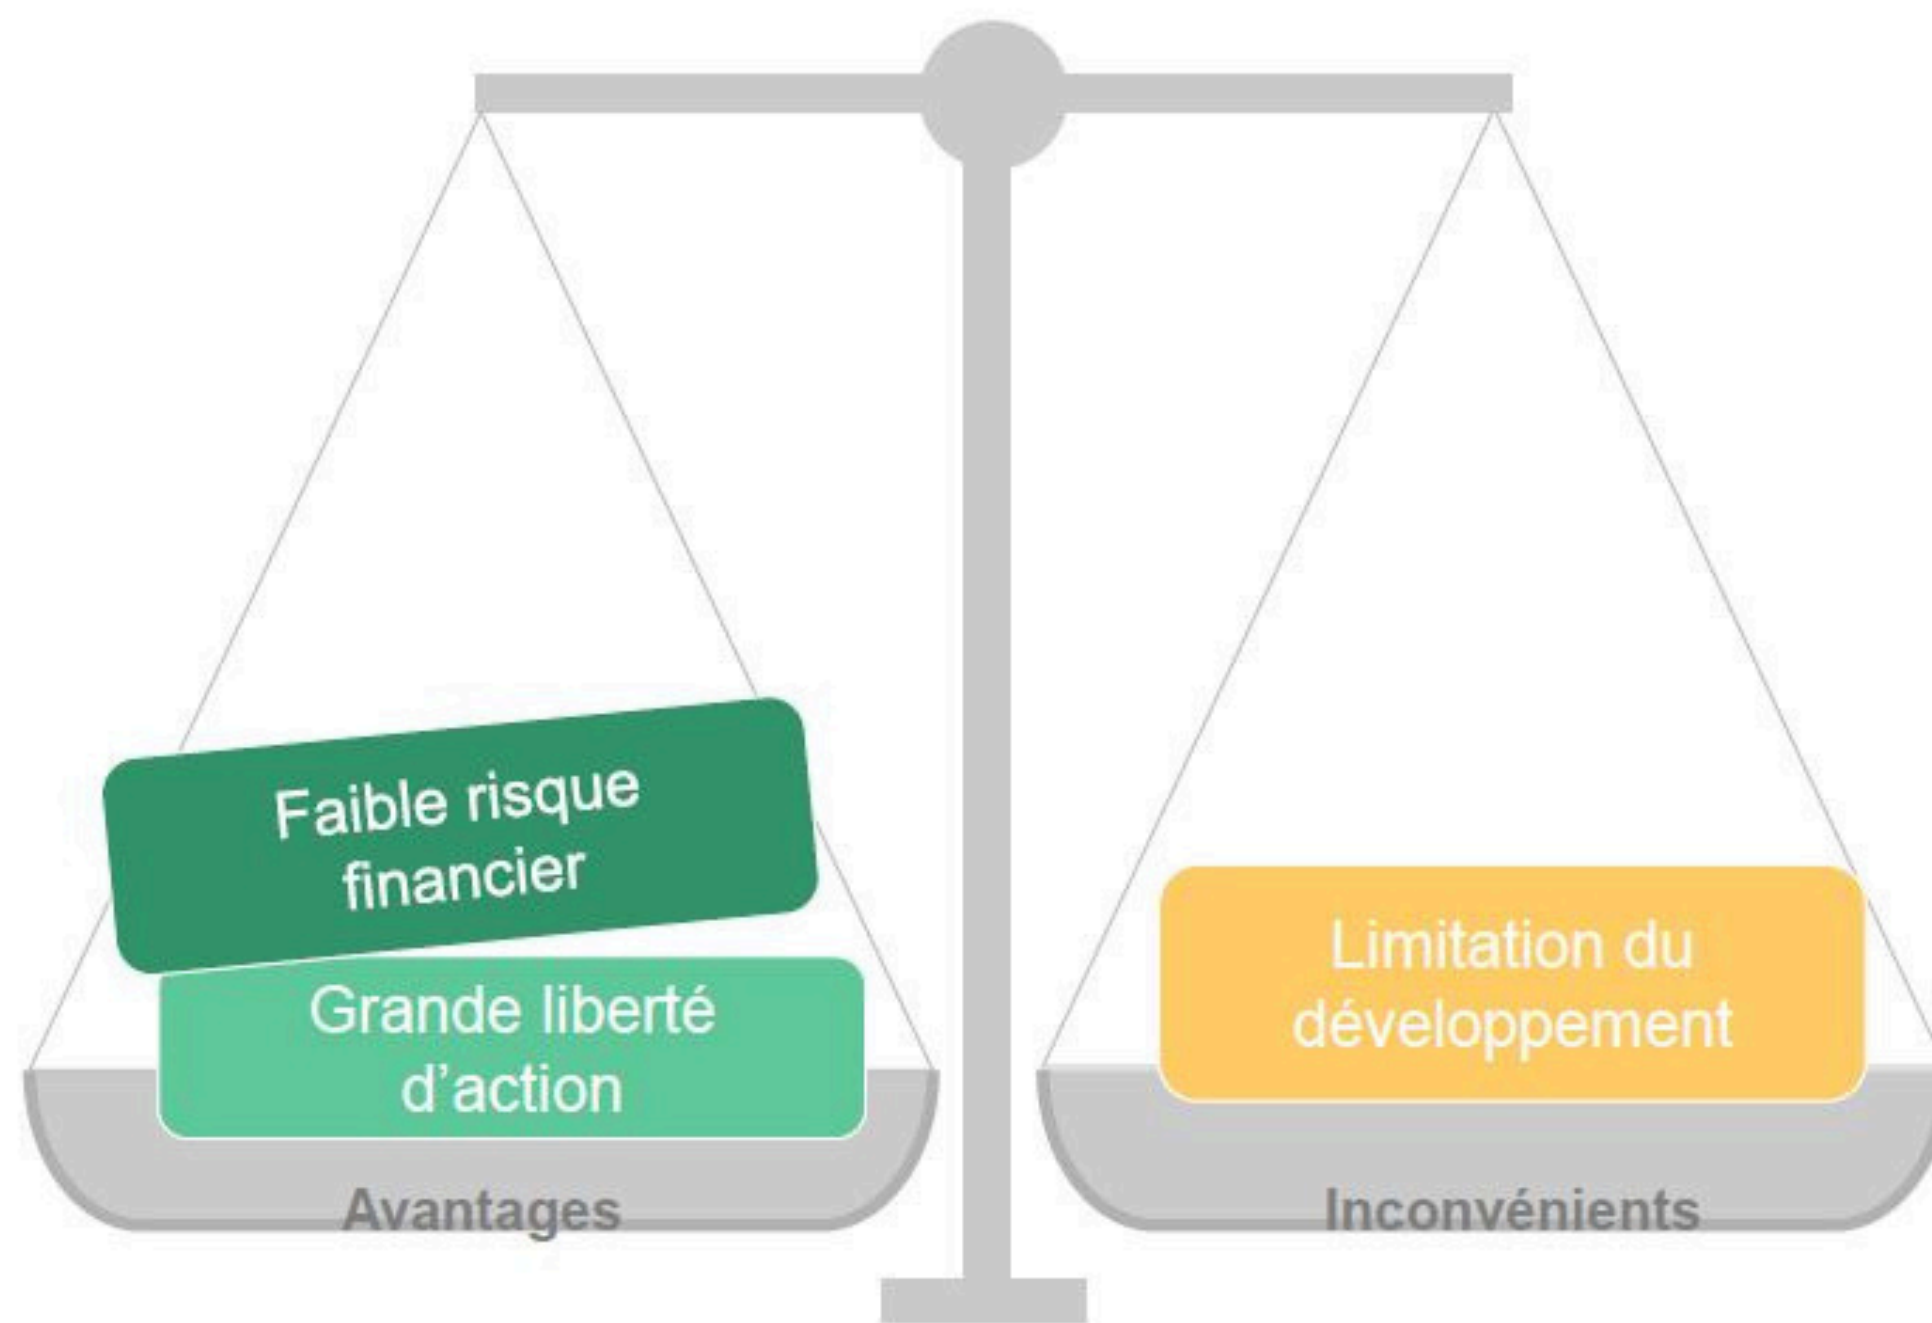 Faible risque
financier
Grande liberté
d’action
Avantages
Limitation du
développement
Inconvénients